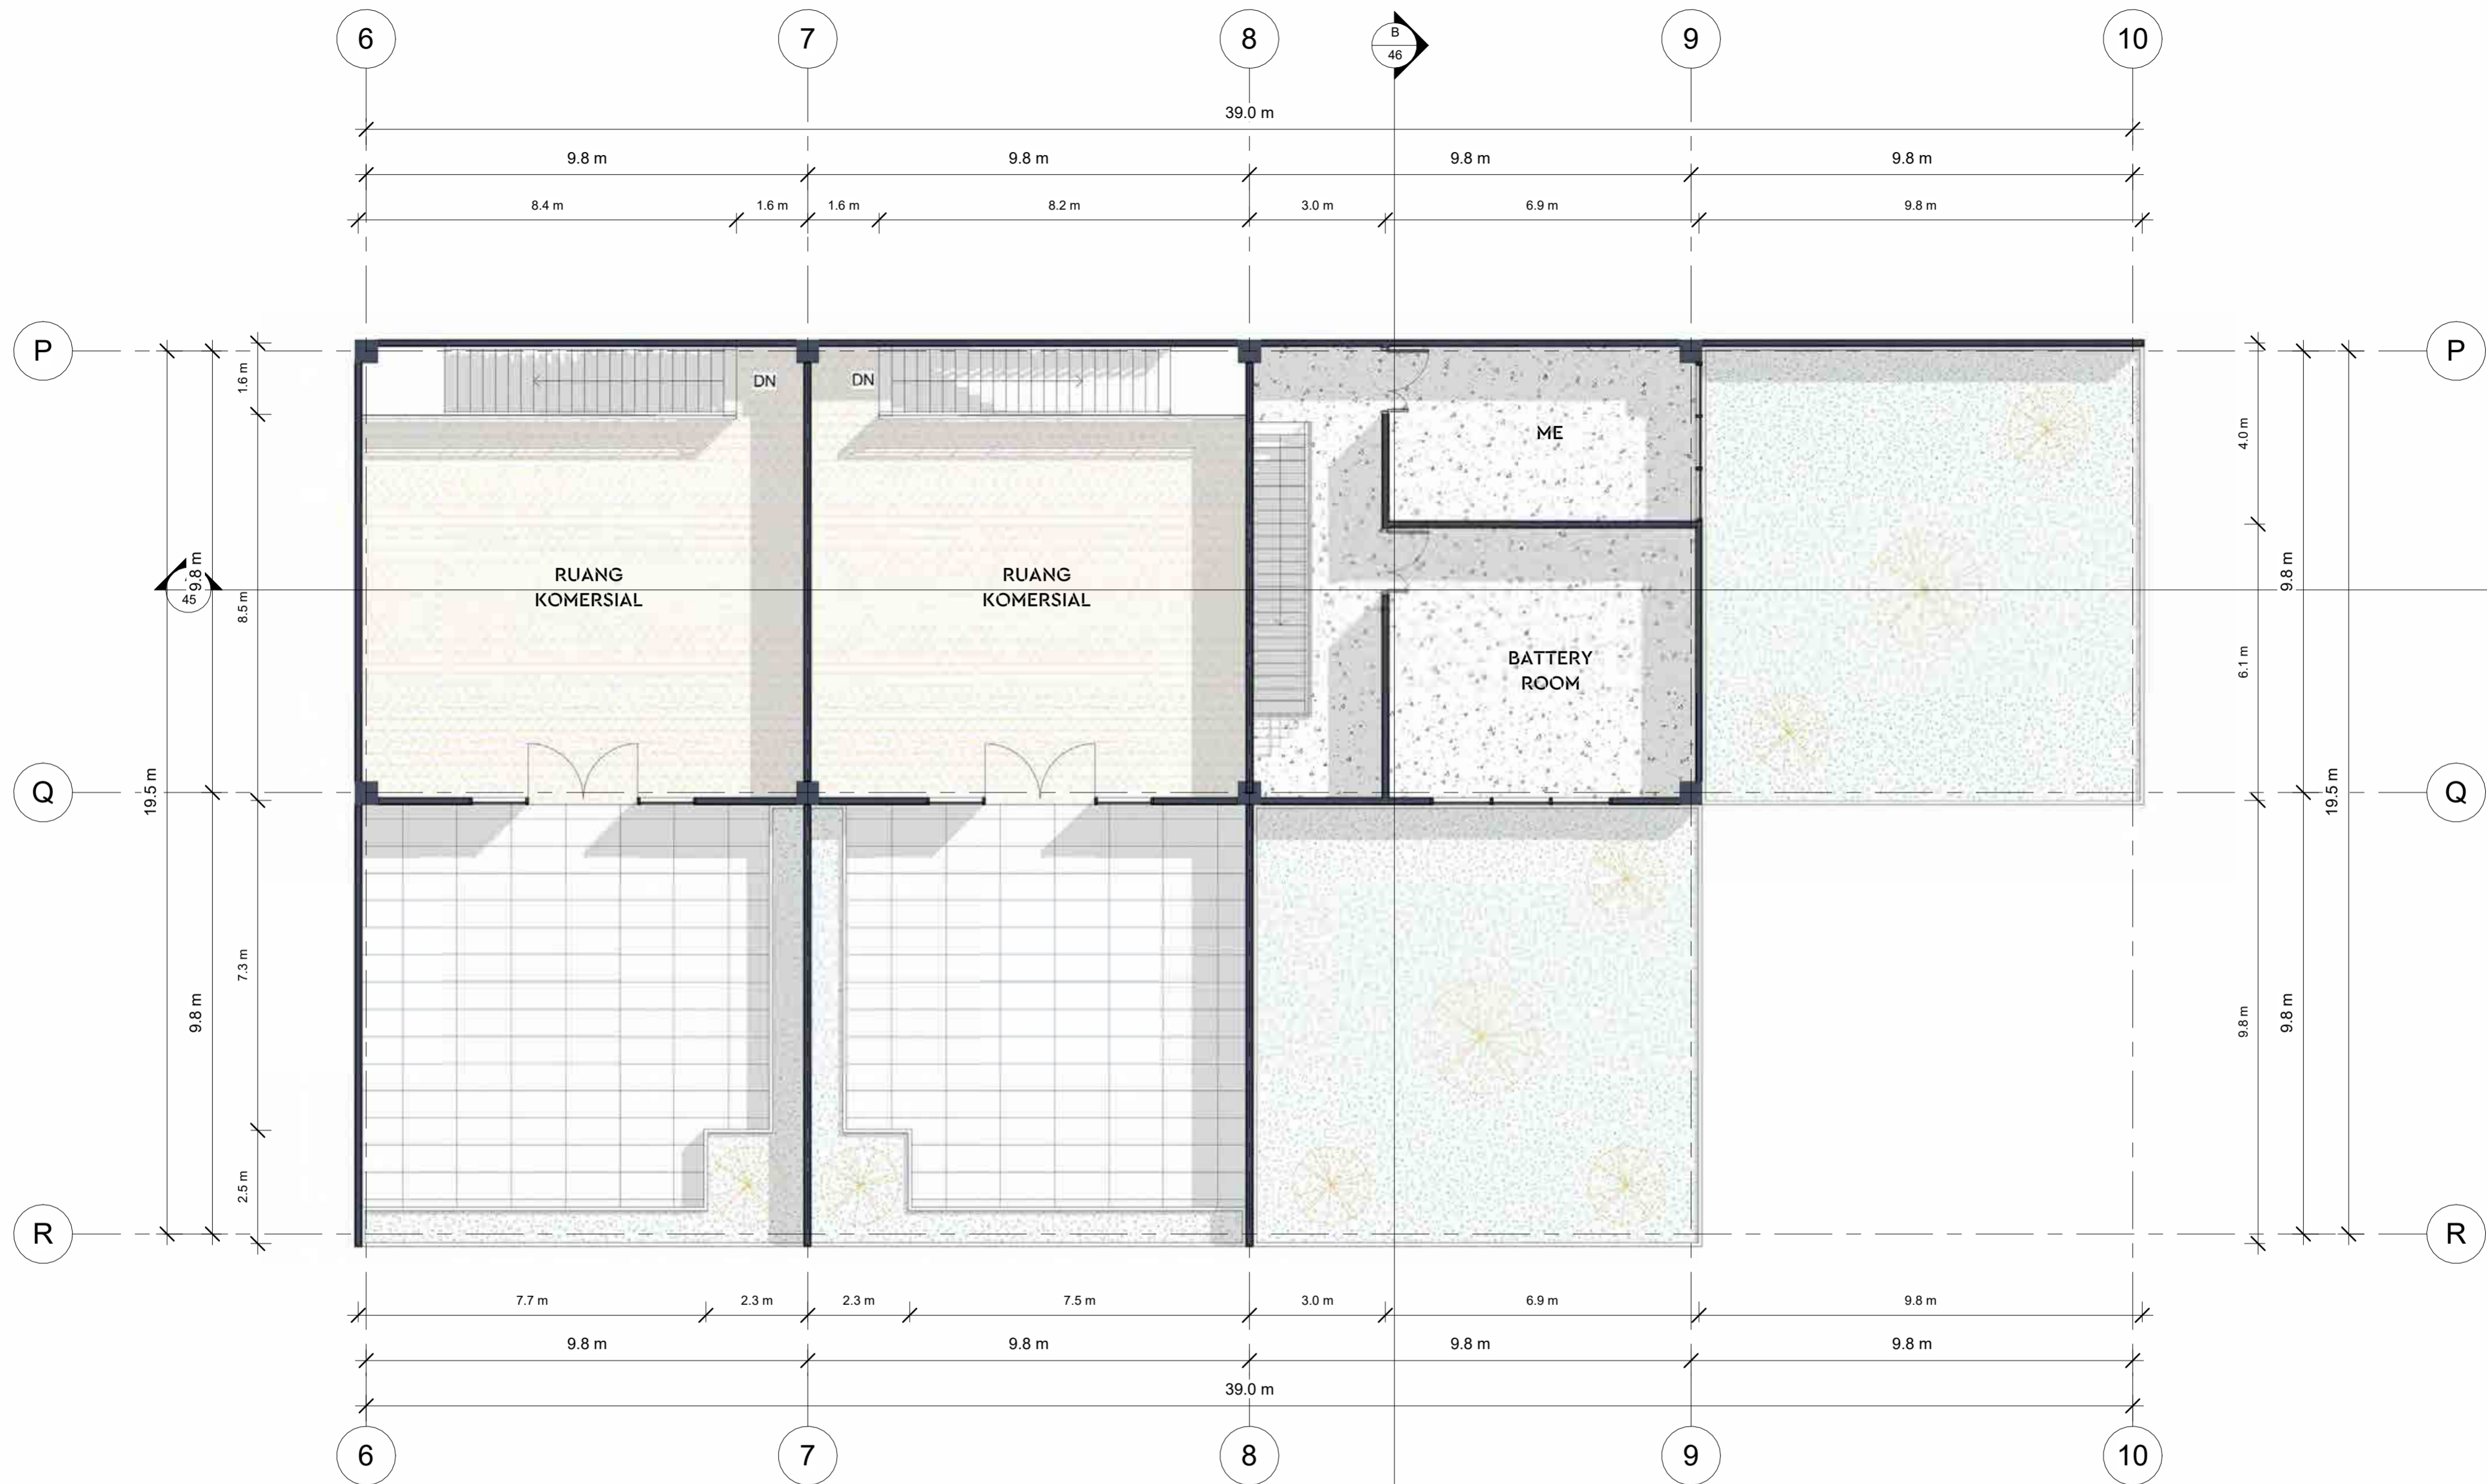 6
7
8
B
46
9
10
39.0 m
9.8 m
9.8 m
9.8 m
9.8 m
8.4 m
1.6 m
1.6 m
8.2 m
3.0 m
6.9 m
9.8 m
P
P
1.6 m
DN
DN
4.0 m
ME
9.8 m
9.8 m
45
8.5 m
RUANG
KOMERSIAL
RUANG
KOMERSIAL
BATTERY
ROOM
6.1 m
Q
Q
19.5 m
19.5 m
7.3 m
9.8 m
9.8 m
9.8 m
2.5 m
R
R
7.7 m
2.3 m
2.3 m
7.5 m
3.0 m
6.9 m
9.8 m
9.8 m
9.8 m
9.8 m
9.8 m
39.0 m
6
7
8
9
10